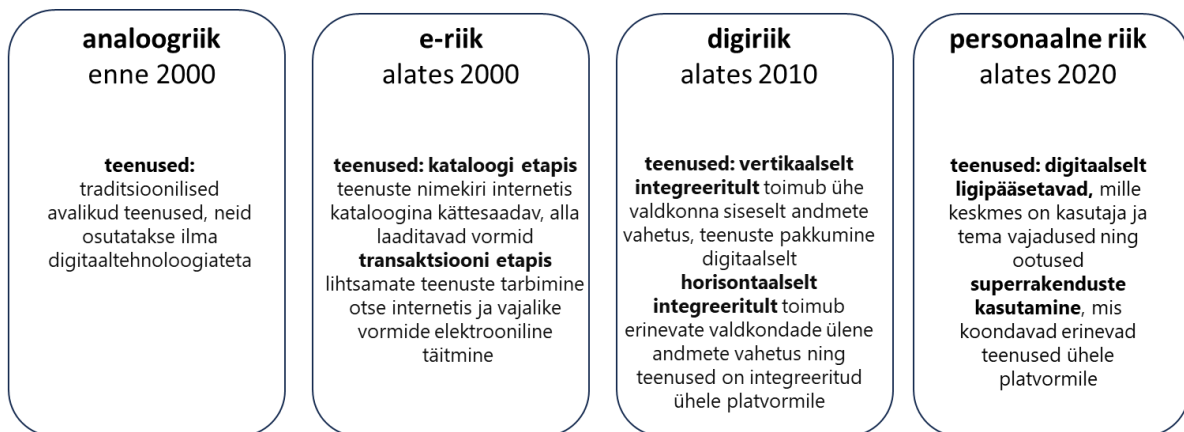 analoogriik
enne 2000
teenused:
traditsioonilised
avalikud teenused, neid
osutatakse ilma
digitaaltehnoloogiateta
e-riik
alates 2000
teenused: kataloogi etapis
teenuste nimekiri internetis
kataloogina kättesaadav, alla
laaditavad vormid
transaktsiooni etapis
lihtsamate teenuste tarbimine
otse internetis ja vajalike
vormide elektrooniline
täitmine
digiriik
alates 2010
teenused: vertikaalselt
integreeritult toimub ühe
valdkonna siseselt andmete
vahetus, teenuste pakkumine
digitaalselt
horisontaalselt
integreeritult toimub
erinevate valdkondade ülene
andmete vahetus ning
teenused on integreeritud
ühele platvormile
personaalne riik
alates 2020
teenused: digitaalselt
ligipääsetavad, mille
keskmes on kasutaja ja
tema vajadused ning
ootused
superrakenduste
kasutamine, mis
koondavad erinevad
teenused ühele
platvormile